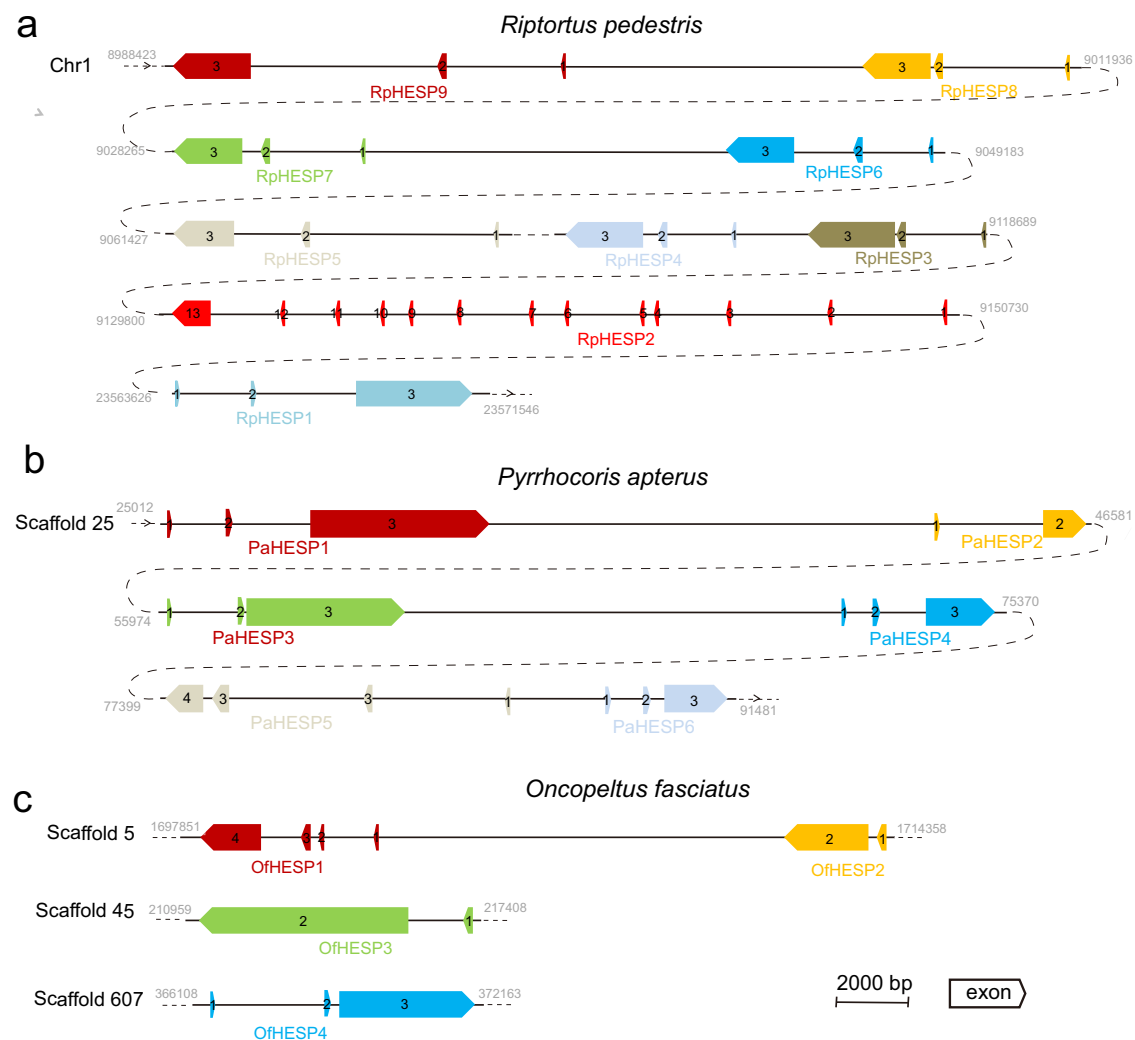 a
Riptortus pedestris
Chr1
8988423
3 2 1 3 2 1
9011936
RpHESP9 RpHESP8
9028265
3 2 1 3 2 1
9049183
RpHESP7 RpHESP6
9061427
3 2 1 3 2 1 3 2 1
9118689
RpHESP5 RpHESP4 RpHESP3
9129800
13 12 11 10 9 8 7 6 5 4 3 2 1
9150730
RpHESP2
23563626
1 2 3
23571546
RpHESP1
b
Pyrrhocoris apterus
Scaffold 25
25012
1 2 3 1 2
46581
PaHESP1 PaHESP2
55974
1 2 3 1 2 3
75370
PaHESP3 PaHESP4
77399
4 3 3 1 1 2 3
91481
PaHESP5 PaHESP6
c
Oncopeltus fasciatus
Scaffold 5
1697851
4 3 2 1 2 1
1714358
OfHESP1 OfHESP2
Scaffold 45
210959
2 1
217408
OfHESP3
Scaffold 607
366108
1 2 3
372163
OfHESP4
2000 bp
exon